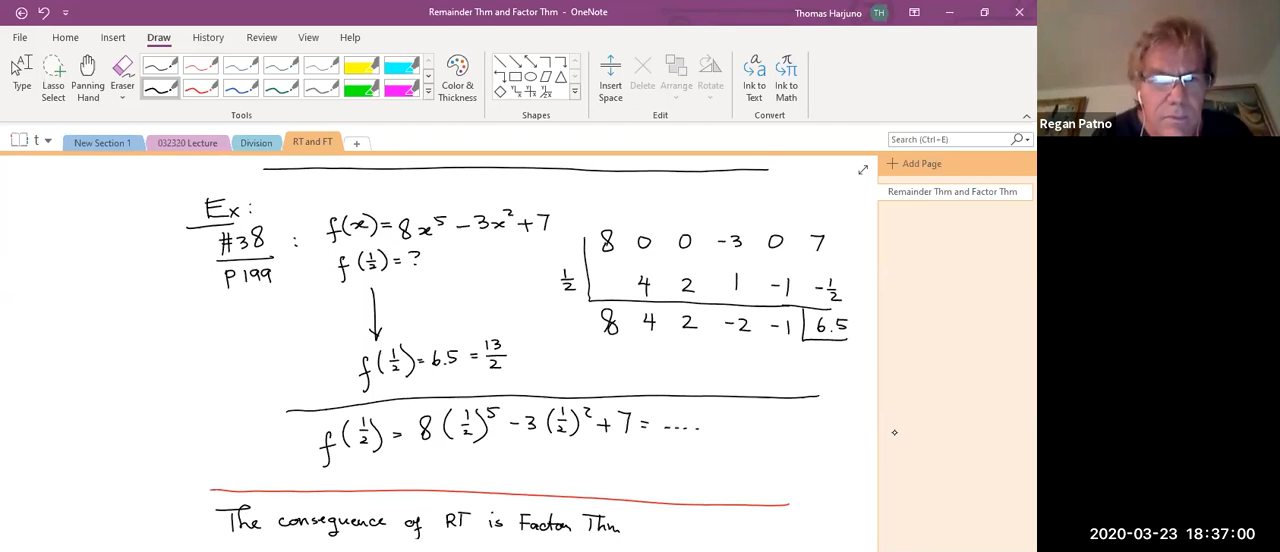 Remainder Thm and Factor Thm - OneNote
Thomas Harjuno TH
File Home Insert Draw History Review View Help
Type Lasso Select Panning Hand Eraser
Color & Thickness
Insert Space Delete Arrange Rotate
Ink to Text Ink to Math
Tools Shapes Edit Convert
Regan Patno
t New Section 1 032320 Lecture Division RT and FT +
Search (Ctrl+E)
Add Page
Remainder Thm and Factor Thm
Ex:
#38 : f(x) = 8x⁵ - 3x² + 7
P199
f(1/2) = ?
8 0 0 -3 0 7
1/2 4 2 1 -1 -1/2
8 4 2 -2 -1 6.5
f(1/2) = 6.5 = 13/2
f(1/2) = 8(1/2)⁵ - 3(1/2)² + 7 = ....
The consequence of RT is Factor Thm
2020-03-23 18:37:00